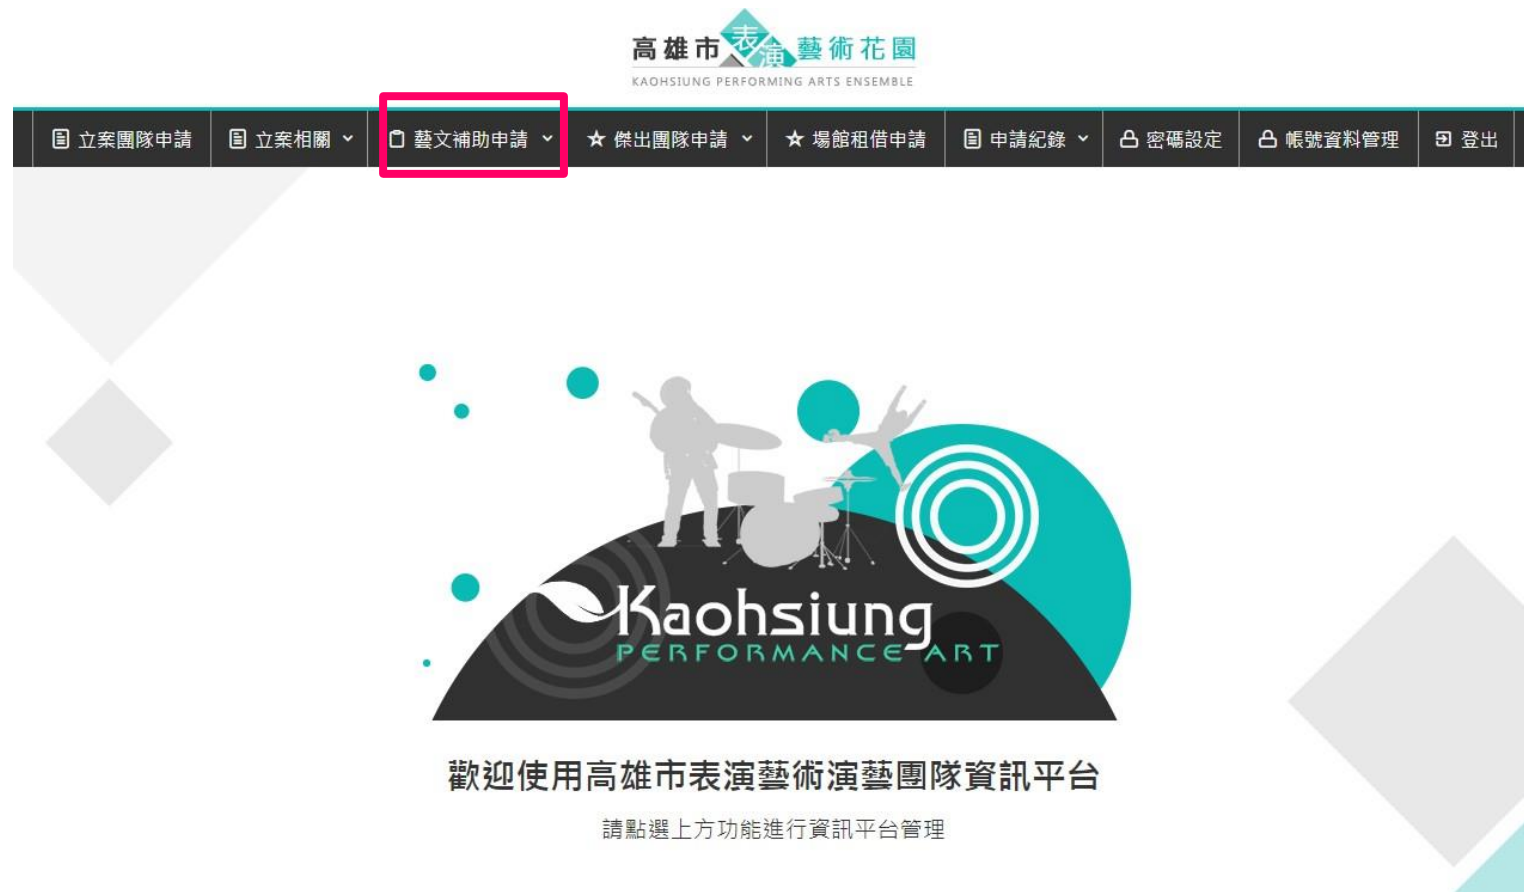 高雄市表演藝術花園
KAOHSIUNG PERFORMING ARTS ENSEMBLE
立案團隊申請 立案相關 藝文補助申請 傑出團隊申請 場館租借申請 申請紀錄 密碼設定 帳號資料管理 登出
Kaohsiung
PERFORMANCE ART
歡迎使用高雄市表演藝術演藝團隊資訊平台
請點選上方功能進行資訊平台管理